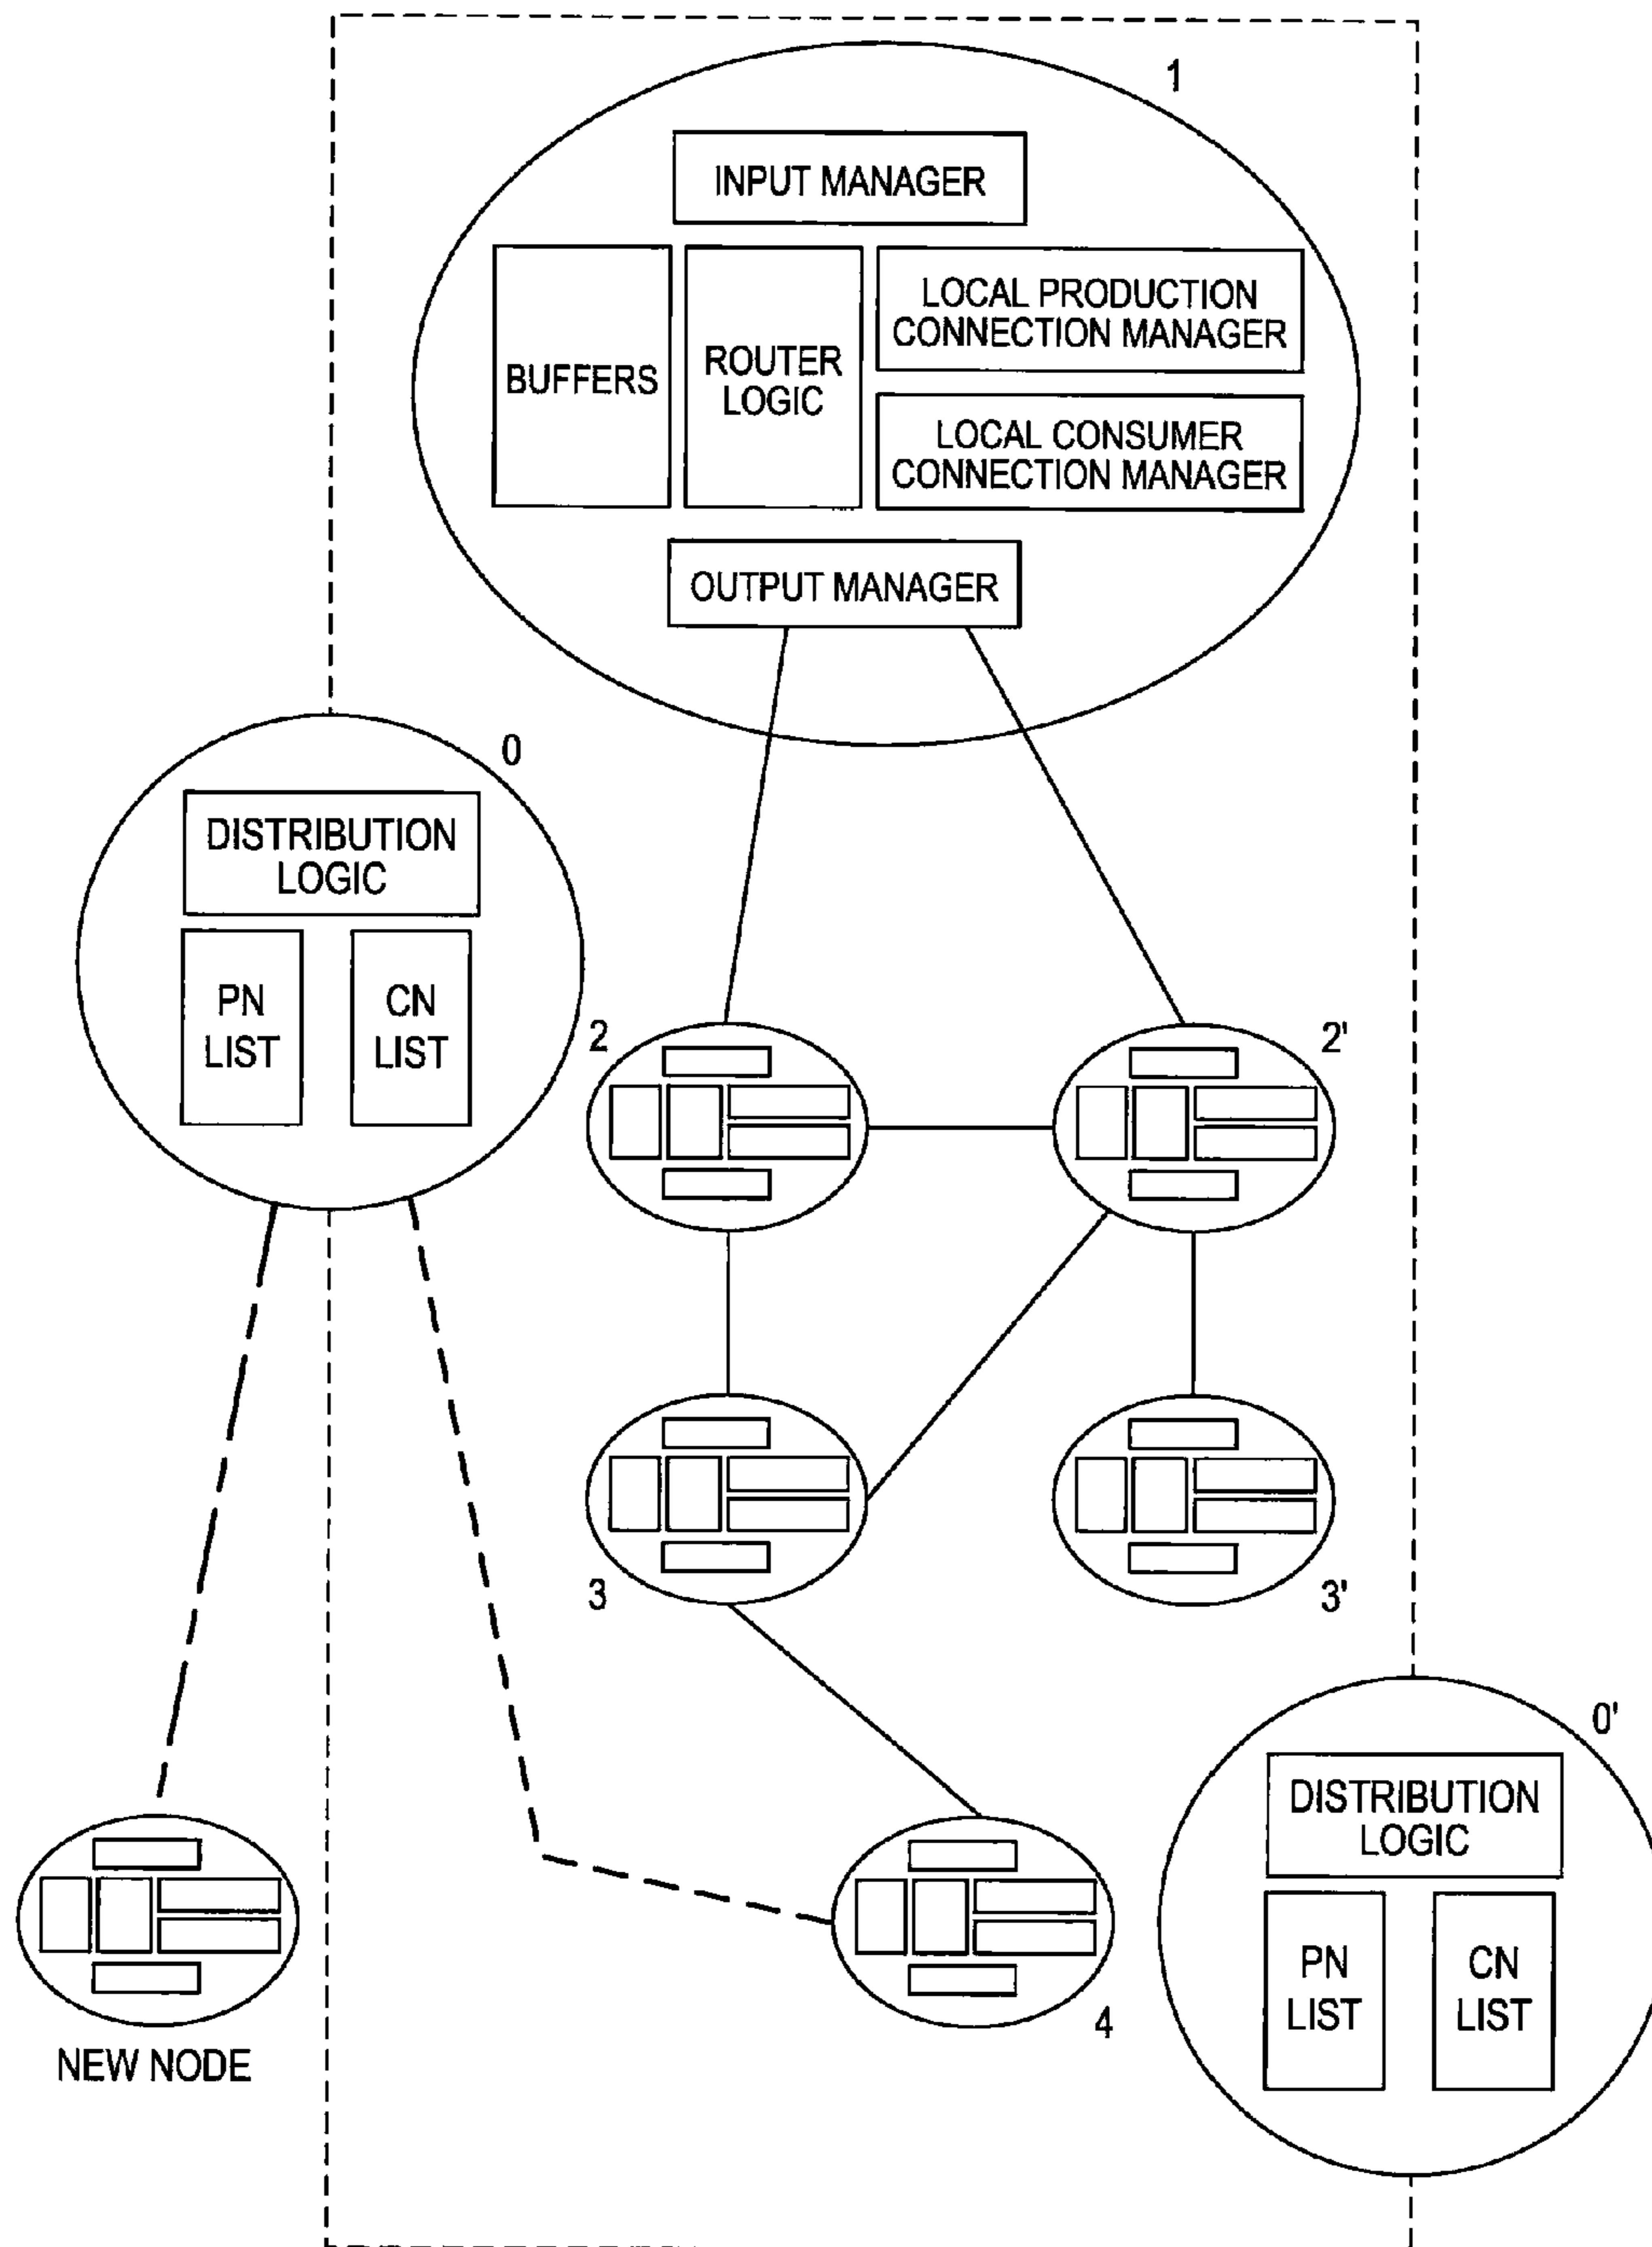 1
INPUT MANAGER
BUFFERS
ROUTER
LOGIC
LOCAL PRODUCTION
CONNECTION MANAGER
LOCAL CONSUMER
CONNECTION MANAGER
OUTPUT MANAGER
0
DISTRIBUTION
LOGIC
PN
LIST
CN
LIST
2
2'
3
3'
0'
DISTRIBUTION
LOGIC
PN
LIST
CN
LIST
4
NEW NODE